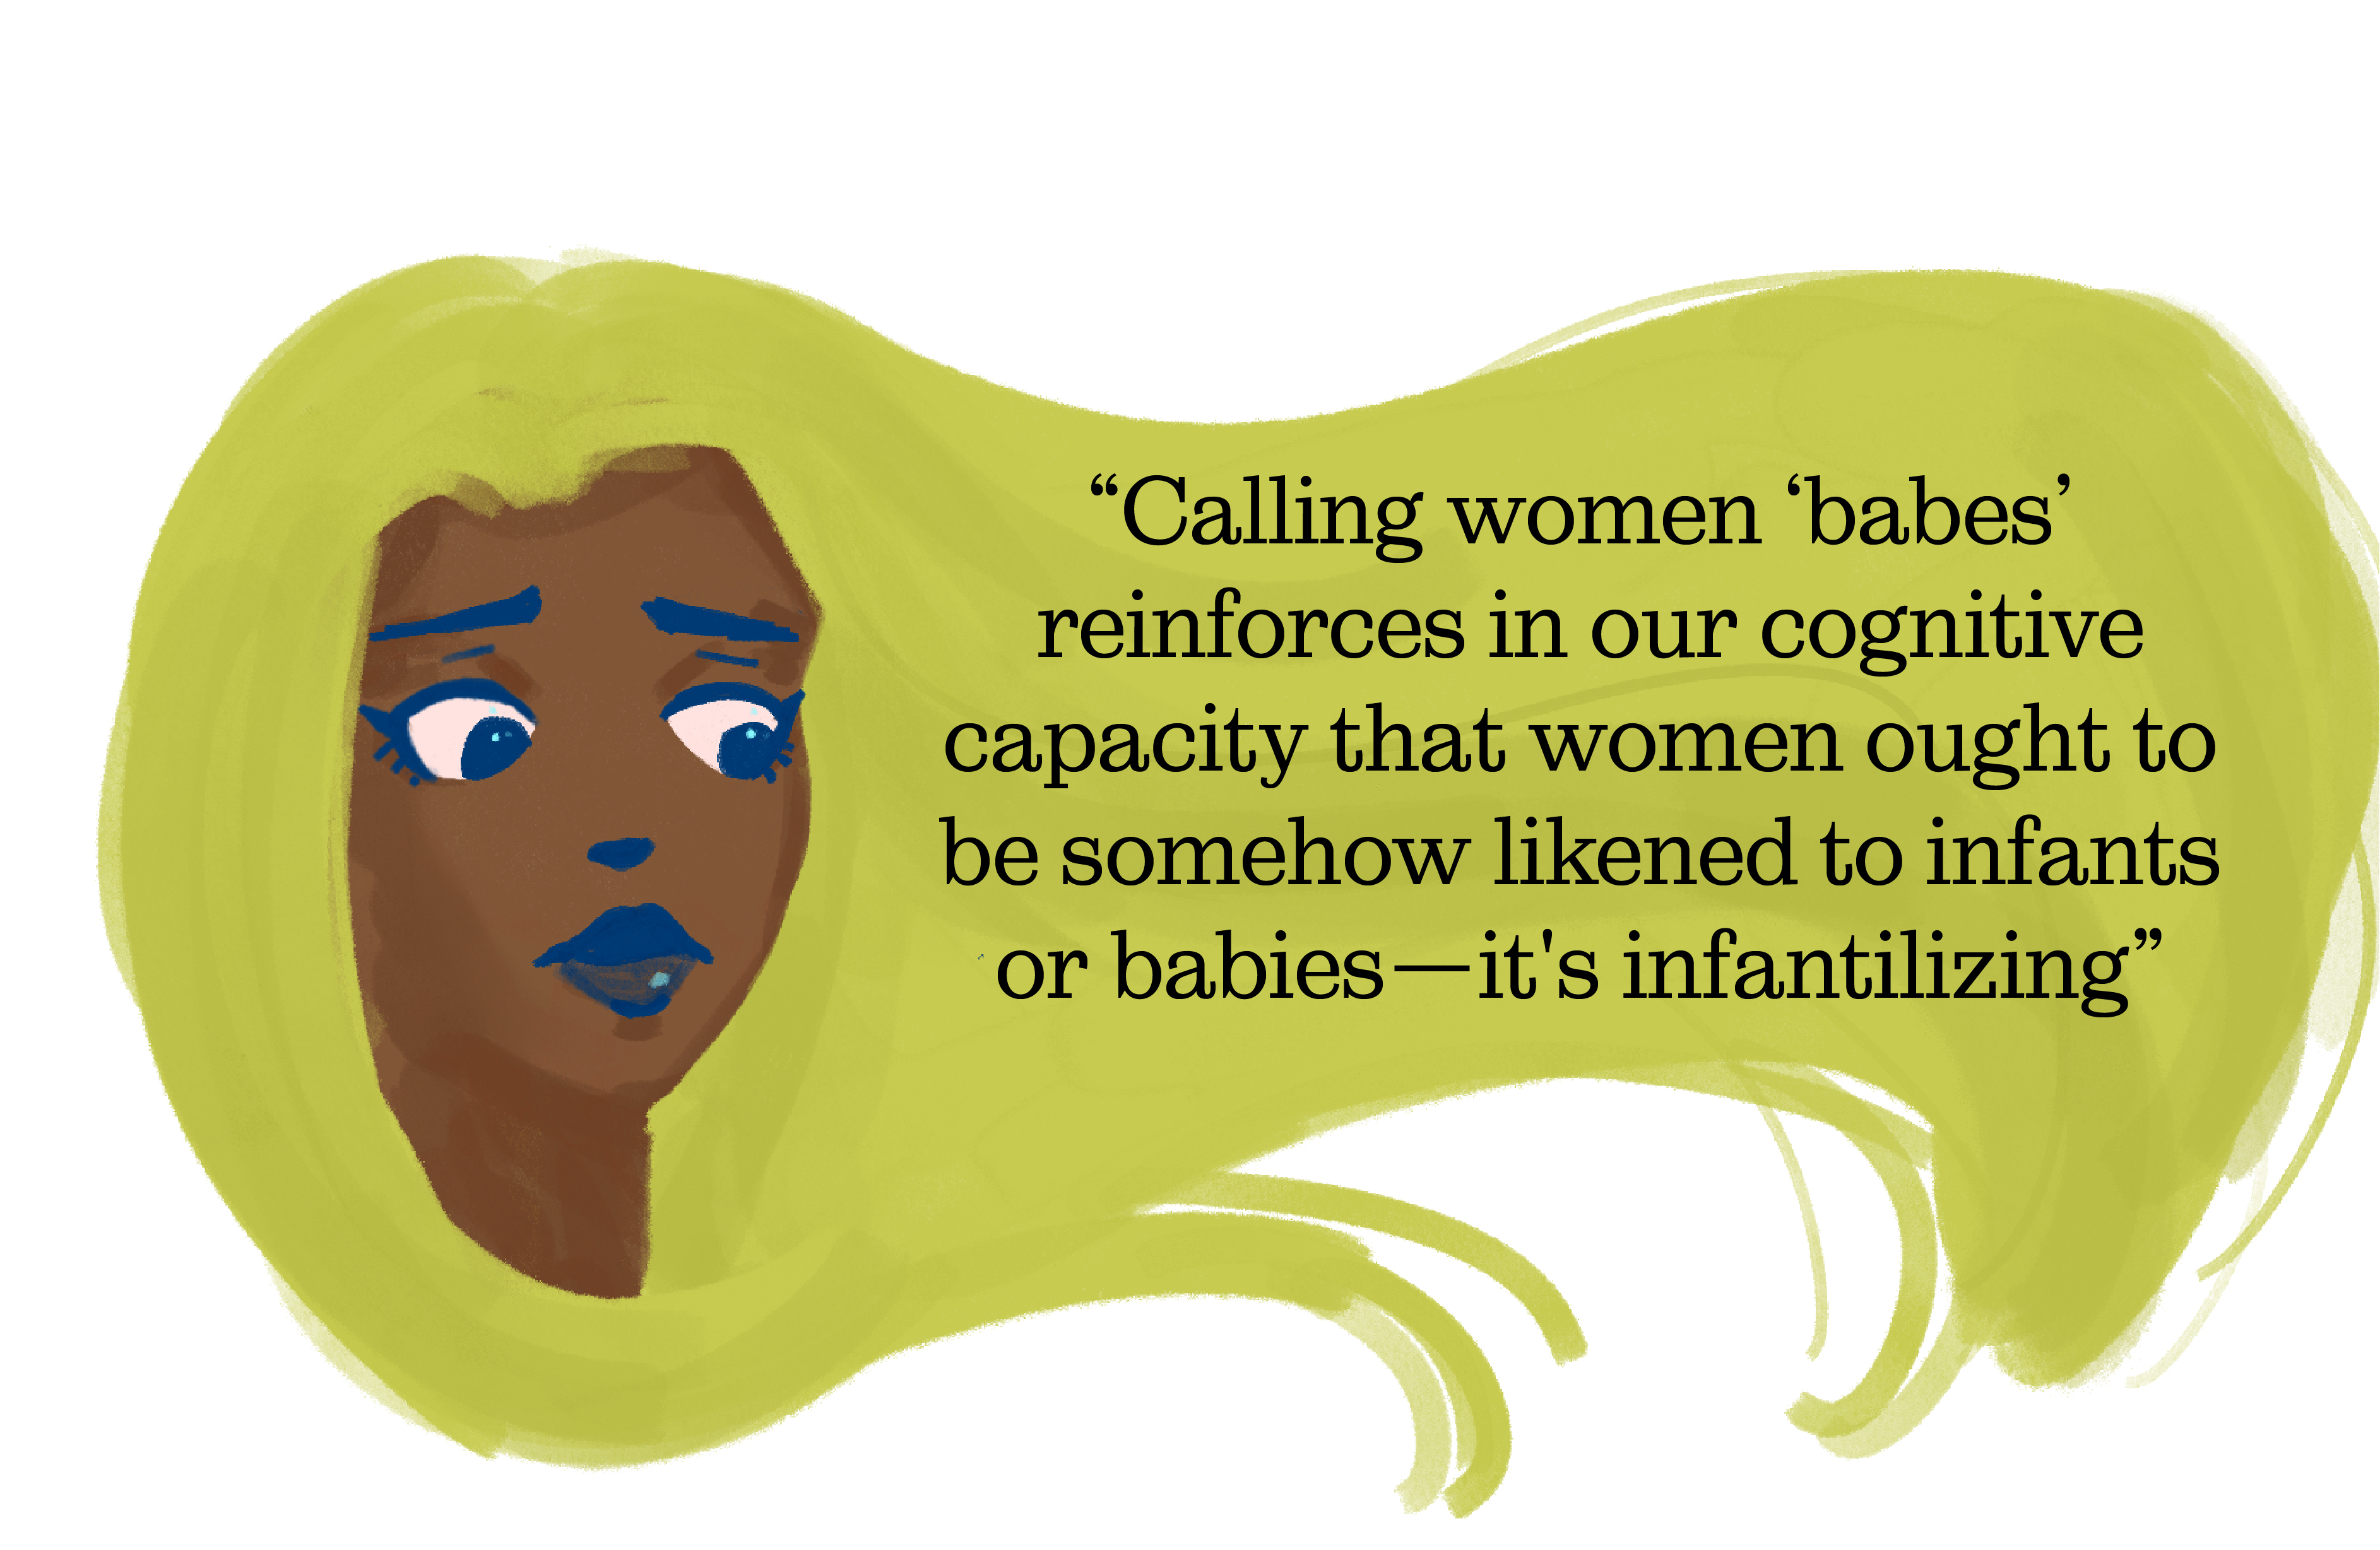 “Calling women ‘babes’
reinforces in our cognitive
capacity that women ought to
be somehow likened to infants
or babies—it's infantilizing”